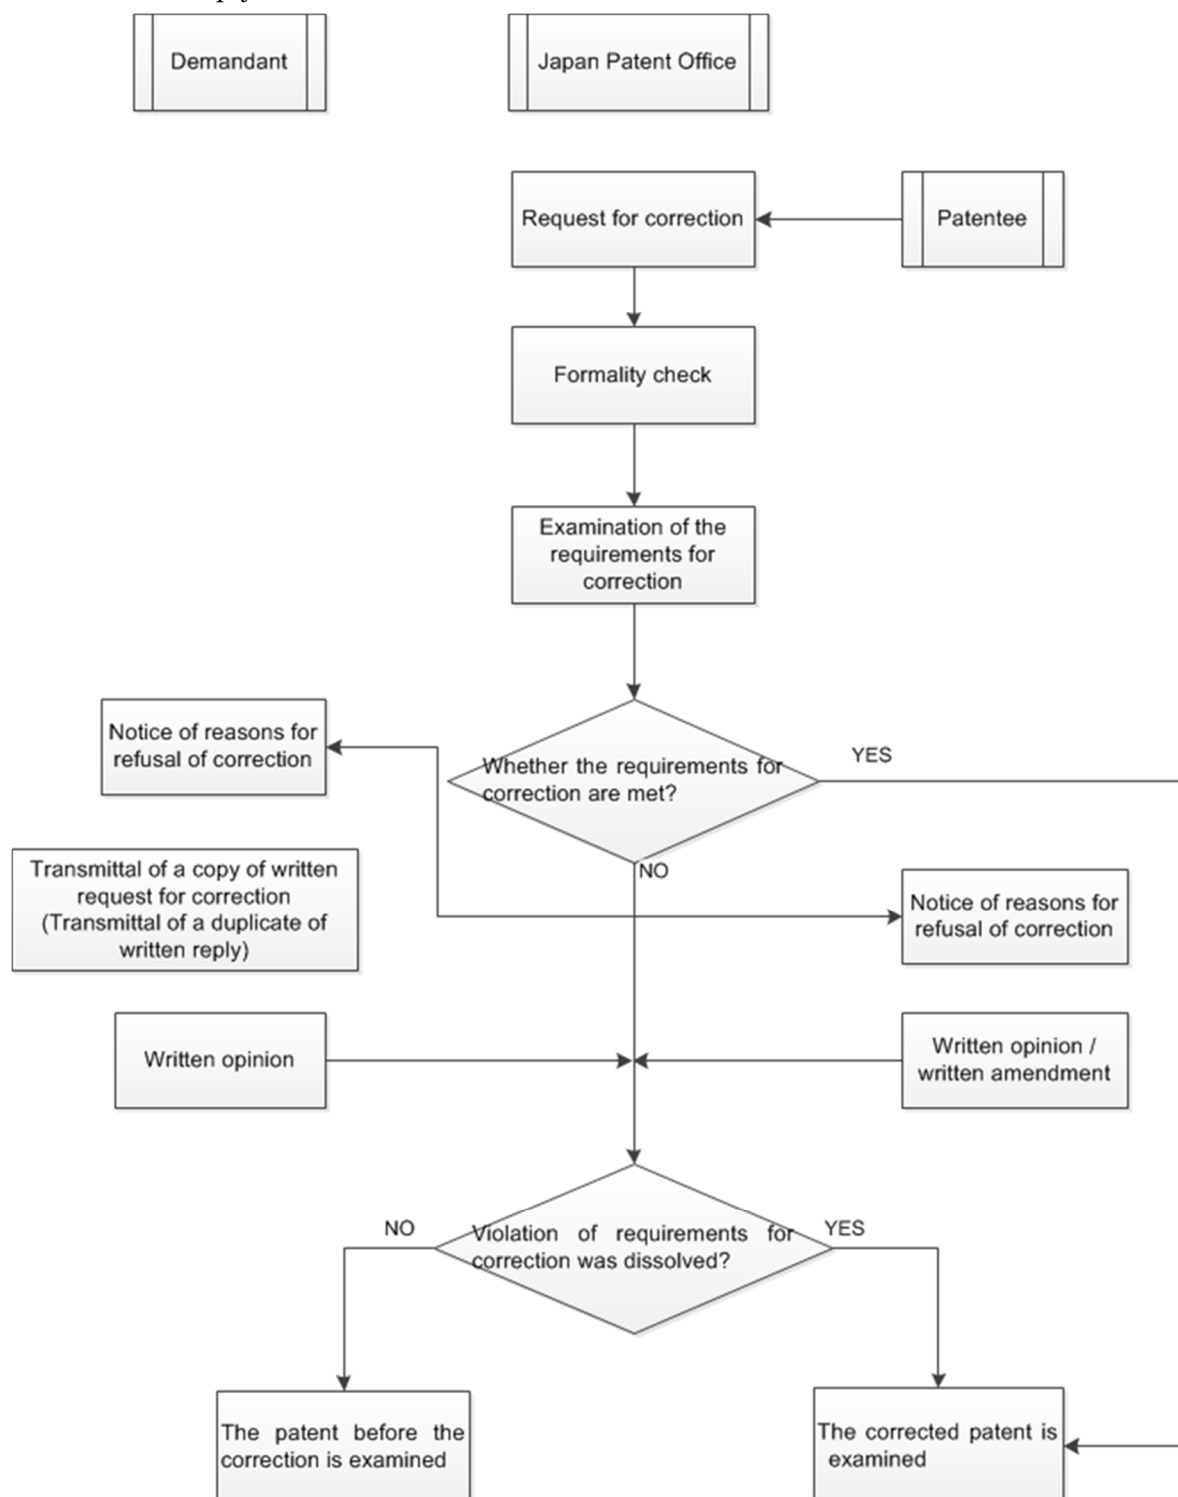 Demandant
Japan Patent Office
Request for correction
Patentee
Formality check
Examination of the
requirements for
correction
Notice of reasons for
refusal of correction
Whether the requirements for
correction are met?
YES
NO
Transmittal of a copy of written
request for correction
(Transmittal of a duplicate of
written reply)
Notice of reasons for
refusal of correction
Written opinion
Written opinion /
written amendment
NO
Violation of requirements for
correction was dissolved?
YES
The patent before the
correction is examined
The corrected patent is
examined